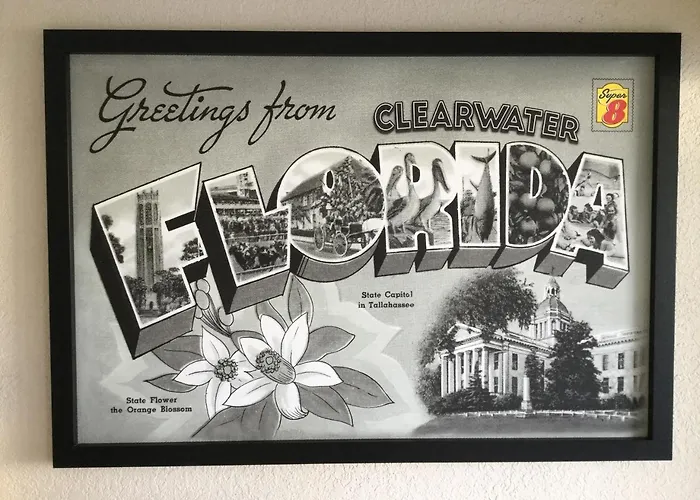 Greetings from
CLEARWATER
Super
8
FLORIDA
State Capitol
in Tallahassee
State Flower
the Orange Blossom